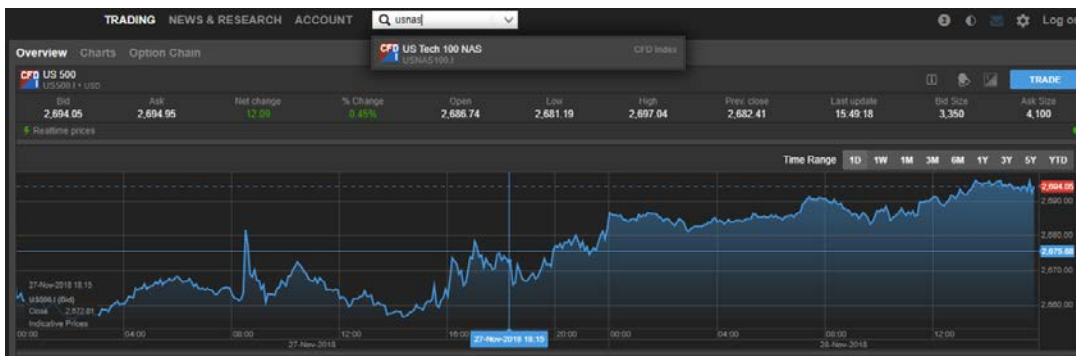 TRADING NEWS & RESEARCH ACCOUNT usnas Log o
US Tech 100 NAS CFD Index
USNAS100.I
Overview Charts Option Chain
CFD I US 500
US500.I • USD
TRADE
Bid Ask Net change % Change Open Low High Prev. close Last update Bid Size Ask Size
2,694.05 2,694.95 12.09 0.45% 2,686.74 2,681.19 2,697.04 2,682.41 15:49:18 3,350 4,100
Realtime prices
Time Range 1D 1W 1M 3M 6M 1Y 3Y 5Y YTD
2,694.05
2,690.00
2,680.00
2,675.68
2,670.00
27-Nov-2018 18:15
US500.I (Bid)
Close 2,672.81
2,660.00
Indicative Prices
00:00 04:00 08:00 12:00 16:00 27-Nov-2018 18:15 20:00 00:00 04:00 08:00 12:00
27-Nov-2018 28-Nov-2018